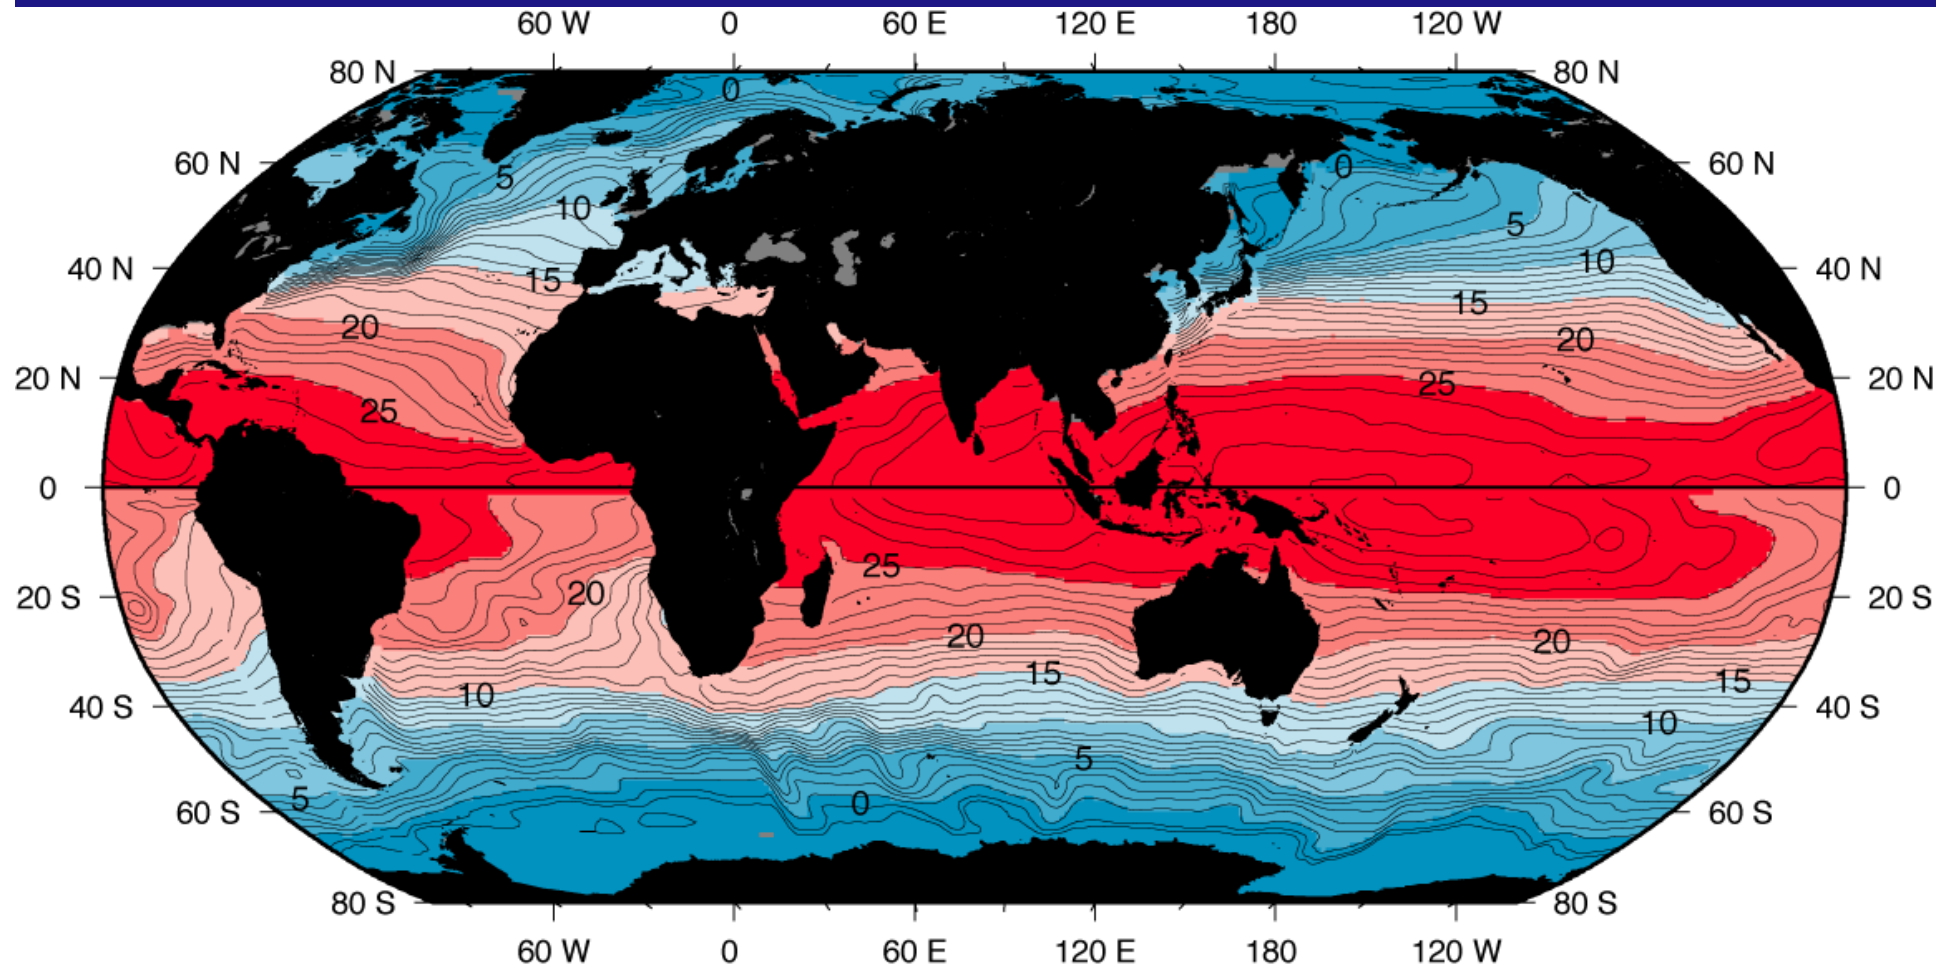 60 W 0 60 E 120 E 180 120 W
80 N 0 80 N
60 N 5 0 60 N
10 5
40 N 15 10 40 N
15
20 20
20 N 25 25 20 N
0 0
25
20 S 20 20 S
20 20
15 15
40 S 10 10 40 S
5
60 S 5 0 60 S
80 S 80 S
60 W 0 60 E 120 E 180 120 W